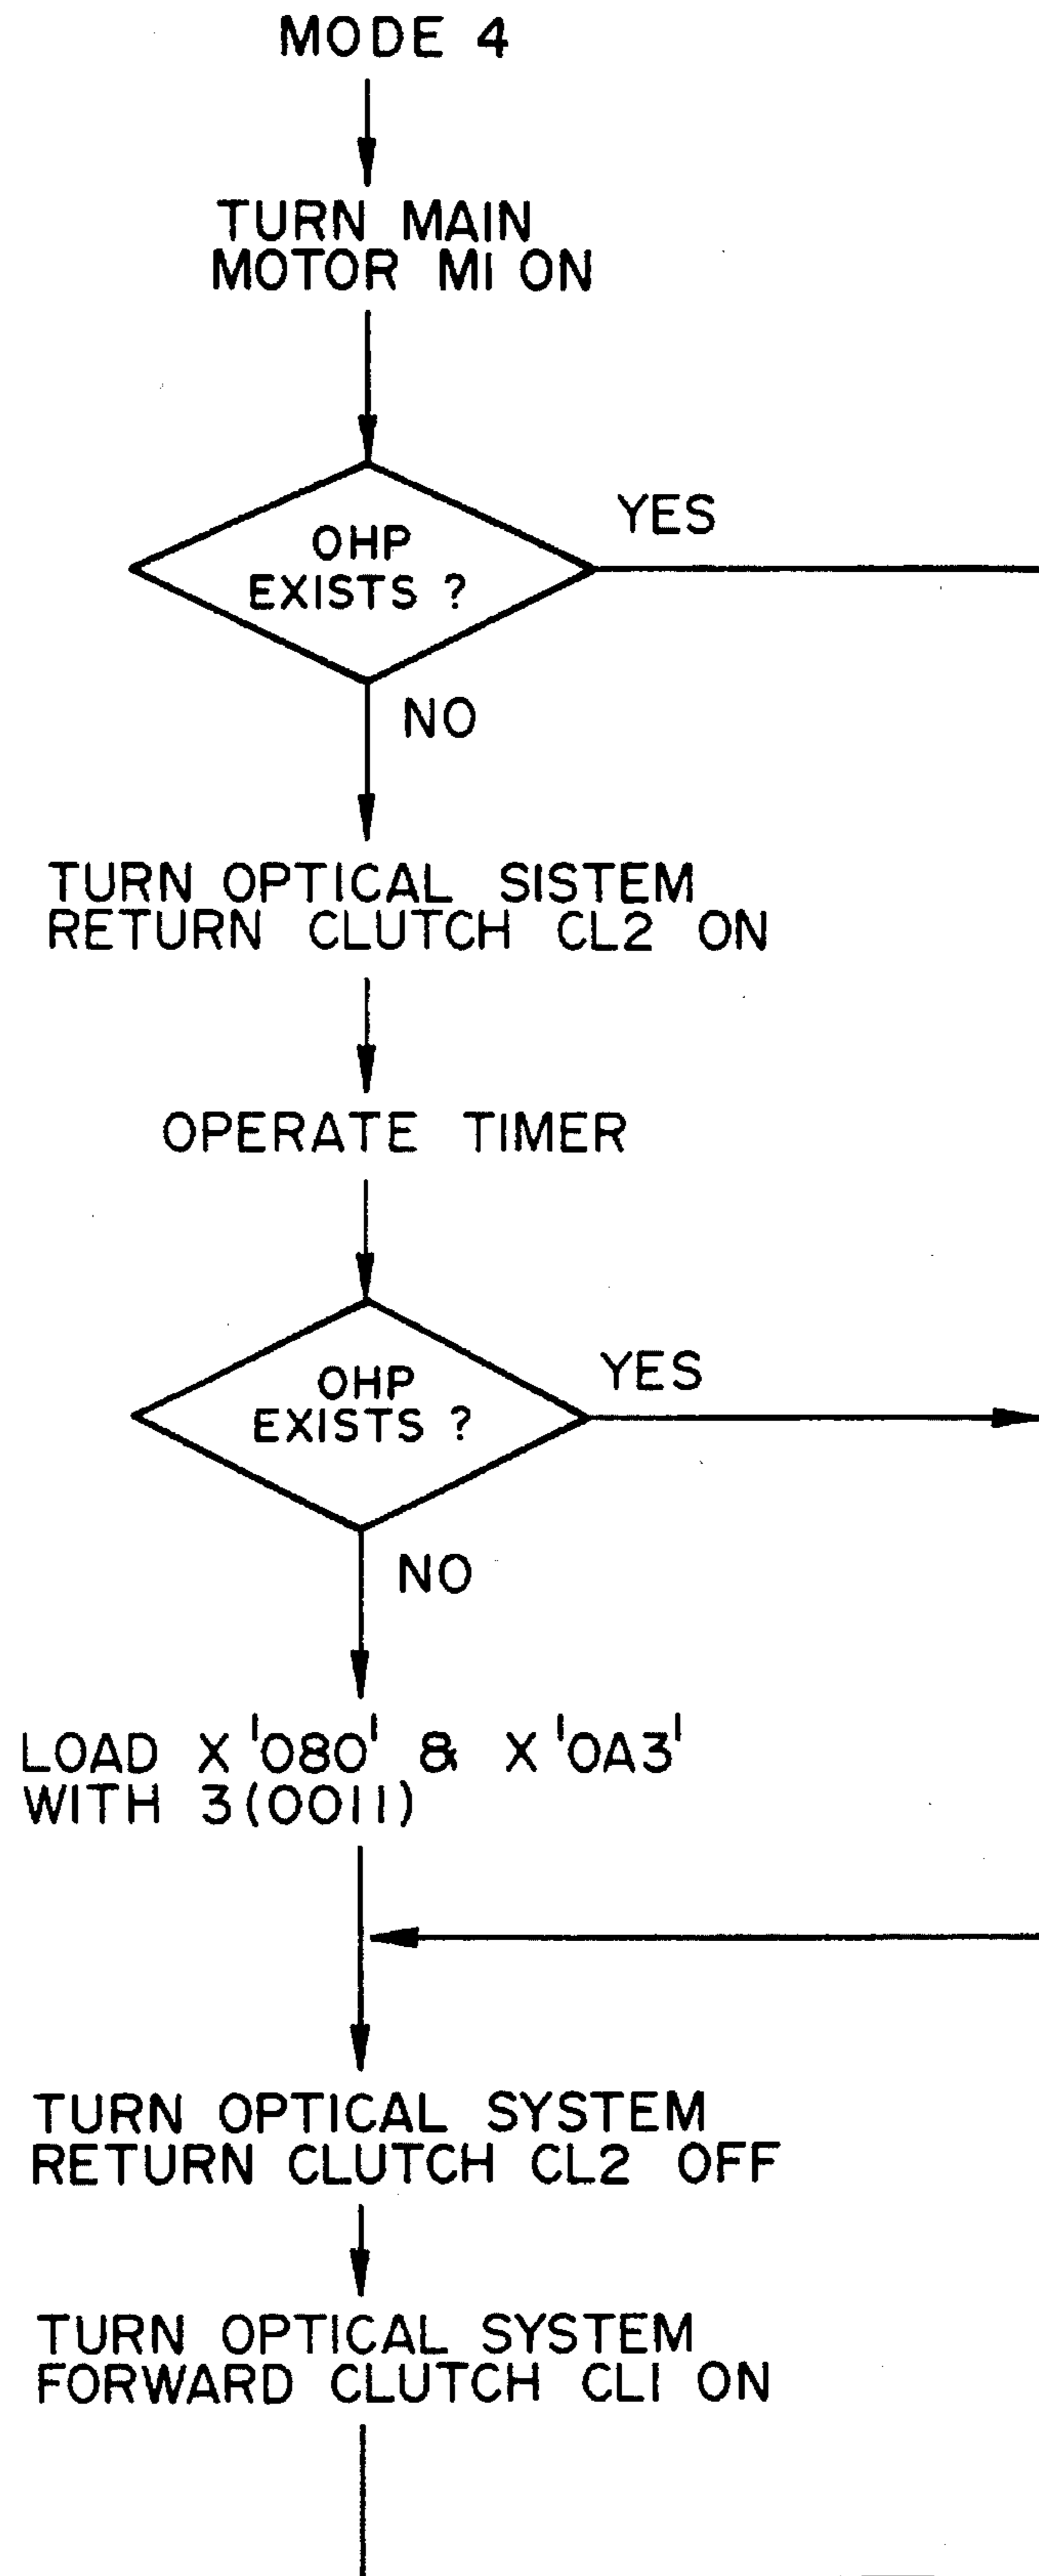 MODE 4
TURN MAIN
MOTOR M1 ON
OHP
EXISTS ?
YES
NO
TURN OPTICAL SISTEM
RETURN CLUTCH CL2 ON
OPERATE TIMER
OHP
EXISTS ?
YES
NO
LOAD X'080' & X'0A3'
WITH 3(0011)
TURN OPTICAL SYSTEM
RETURN CLUTCH CL2 OFF
TURN OPTICAL SYSTEM
FORWARD CLUTCH CL1 ON